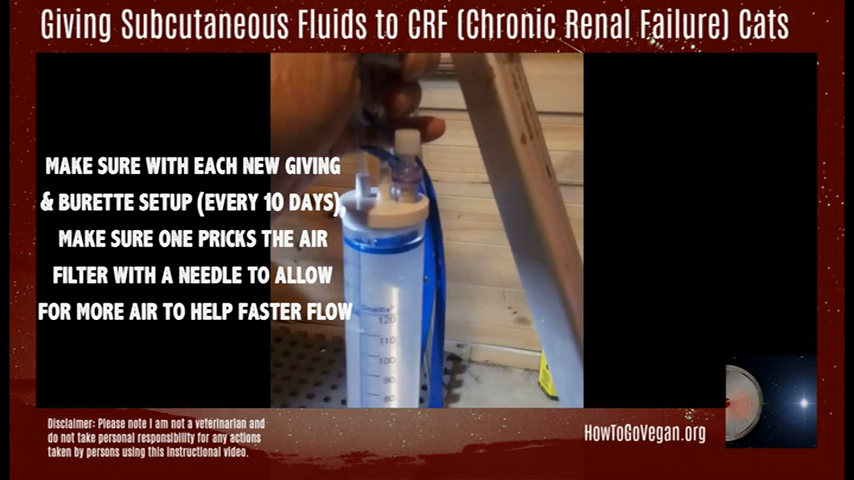 Giving Subcutaneous Fluids to CRF (Chronic Renal Failure) Cats
MAKE SURE WITH EACH NEW GIVING
& BURETTE SETUP (EVERY 10 DAYS),
MAKE SURE ONE PRICKS THE AIR
FILTER WITH A NEEDLE TO ALLOW
FOR MORE AIR TO HELP FASTER FLOW
120
110
100
90
80
Disclaimer: Please note I am not a veterinarian and
do not take personal responsibility for any actions
taken by persons using this instructional video.
HowToGoVegan.org